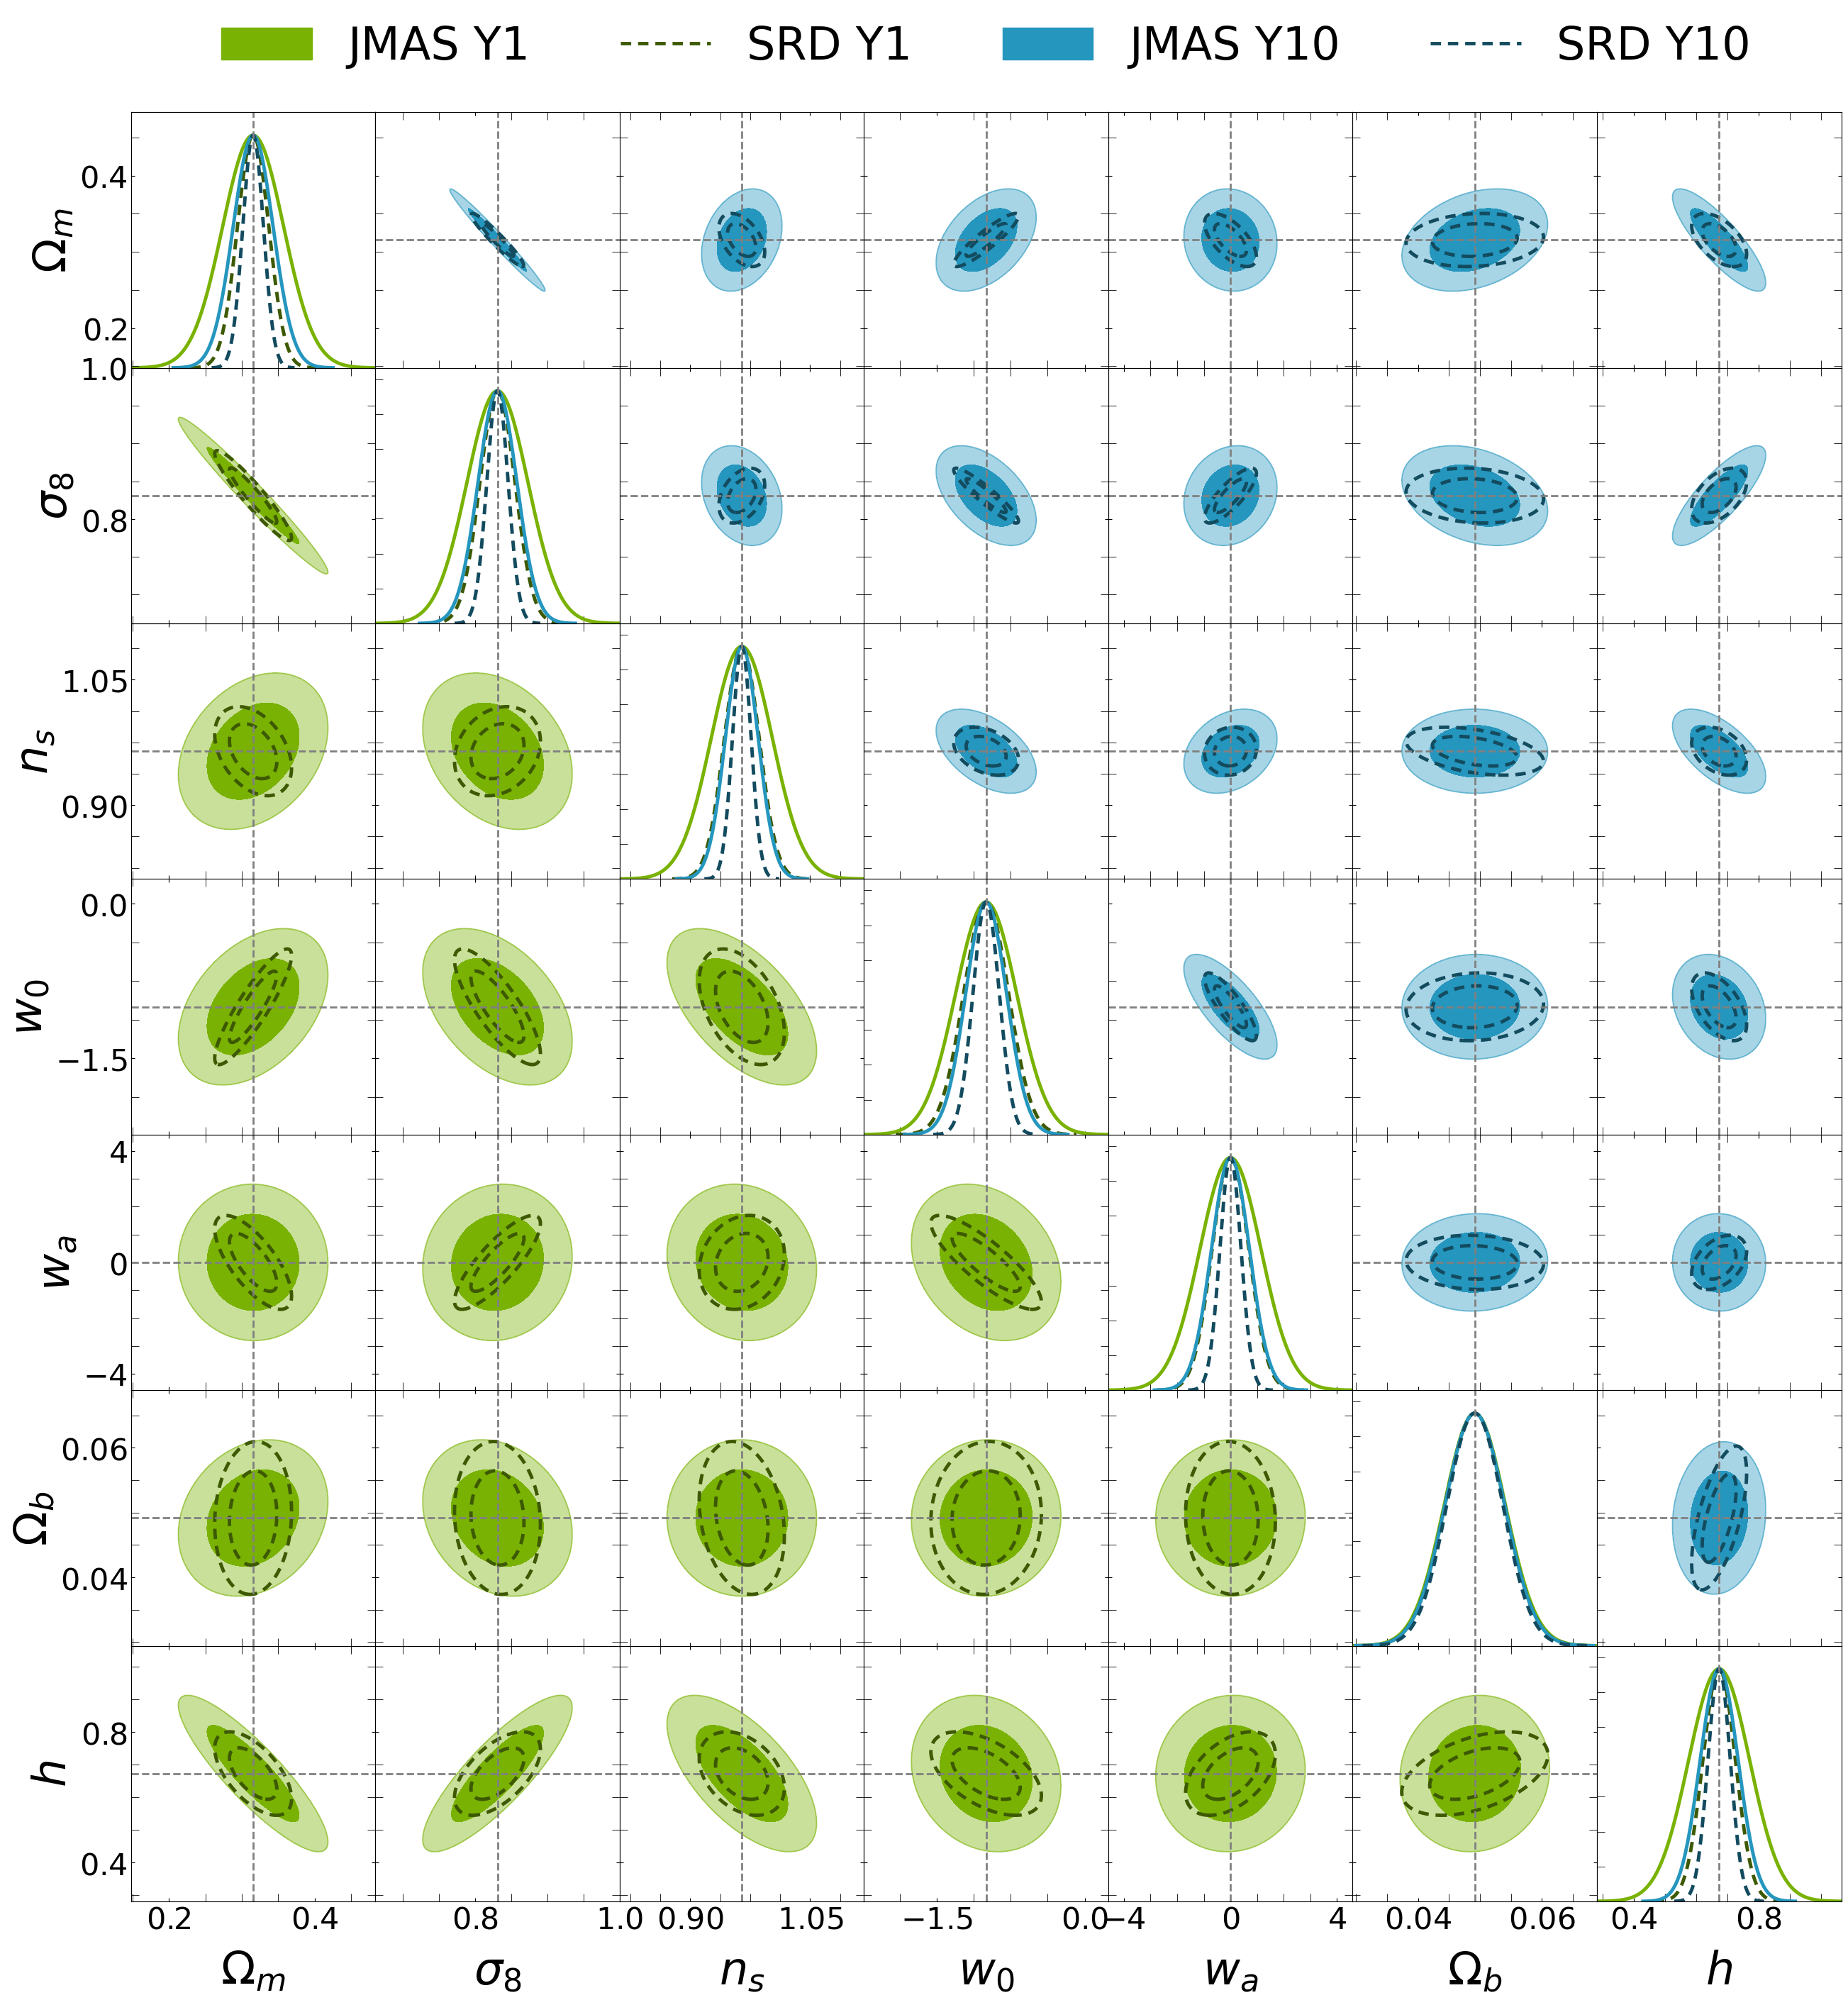 JMAS Y1 SRD Y1 JMAS Y10 SRD Y10
Ωm 0.4
0.2
σ8 1.0
0.8
ns 1.05
0.90
w0 0.0
−1.5
wa 4
0
−4
Ωb 0.06
0.04
h 0.8
0.4
0.2 0.4 0.8 1.0 0.90 1.05 −1.5 0.0 −4 0 4 0.04 0.06 0.4 0.8
Ωm σ8 ns w0 wa Ωb h